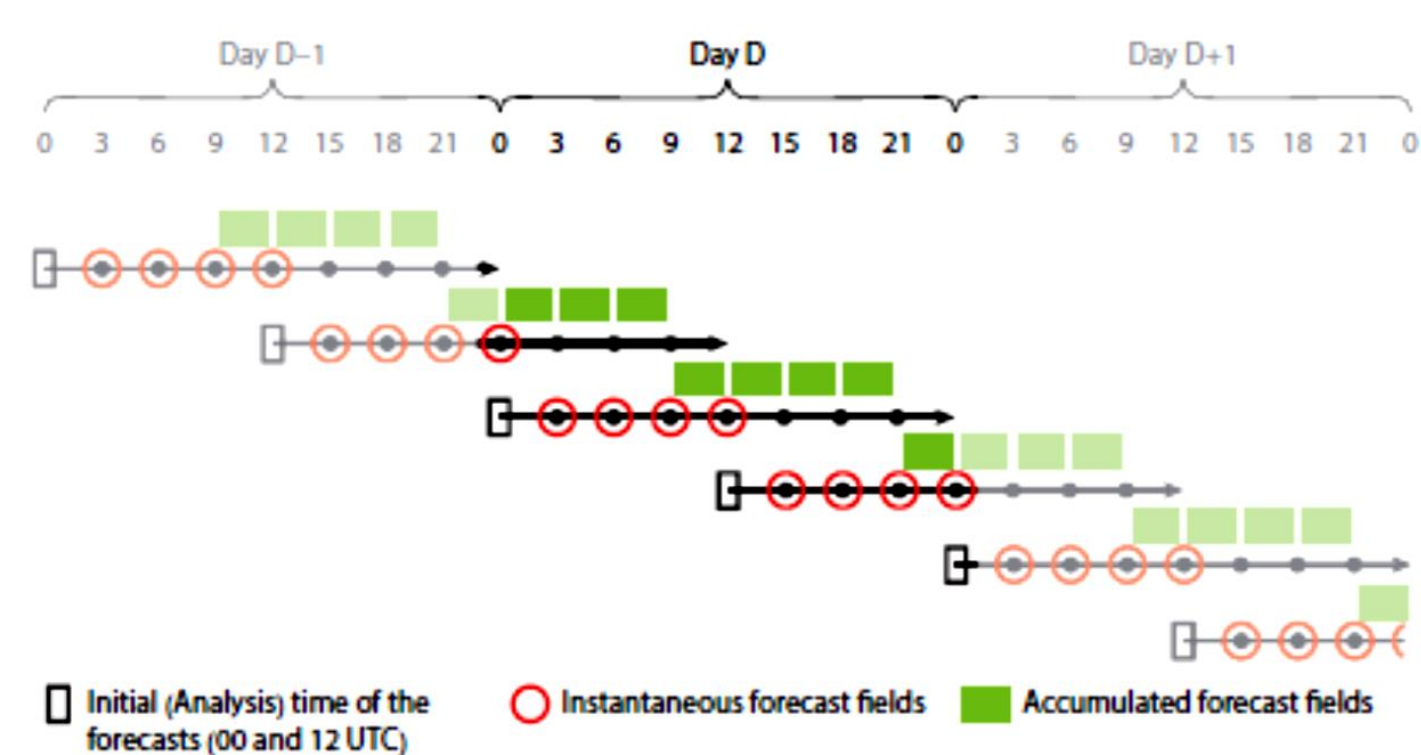 Day D–1 Day D Day D+1
0 3 6 9 12 15 18 21 0 3 6 9 12 15 18 21 0 3 6 9 12 15 18 21 0
Initial (Analysis) time of the Instantaneous forecast fields Accumulated forecast fields
forecasts (00 and 12 UTC)